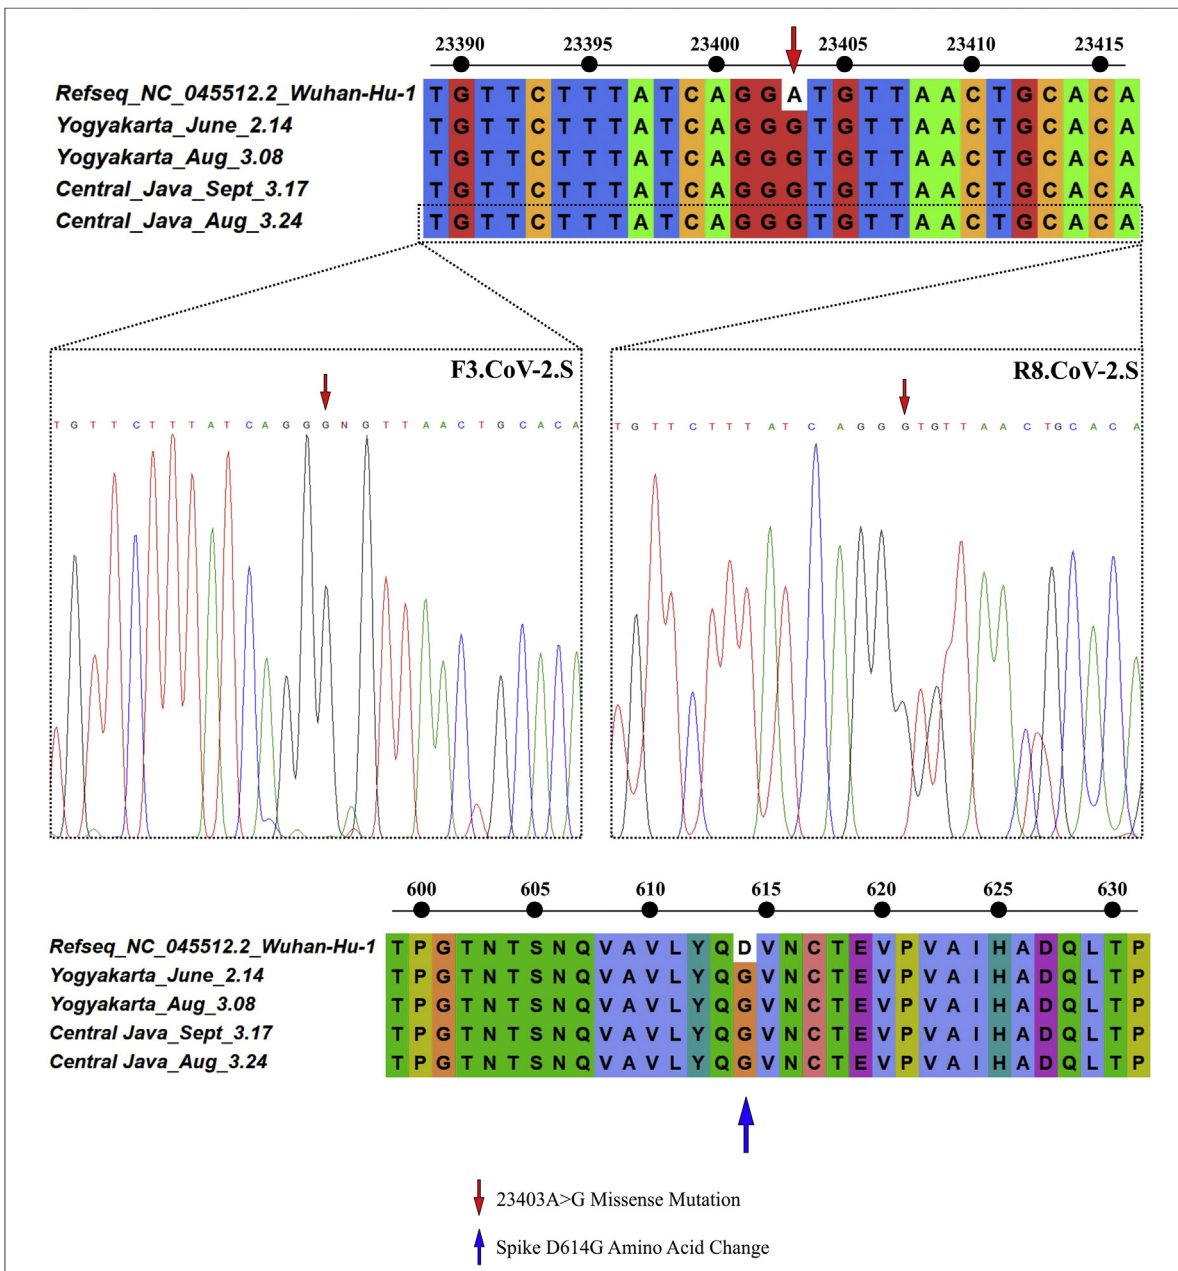 23390 23395 23400 23405 23410 23415
Refseq_NC_045512.2_Wuhan-Hu-1 T G T T C T T T A T C A G G A T G T T A A C T G C A C A
Yogyakarta_June_2.14 T G T T C T T T A T C A G G G T G T T A A C T G C A C A
Yogyakarta_Aug_3.08 T G T T C T T T A T C A G G G T G T T A A C T G C A C A
Central_Java_Sept_3.17 T G T T C T T T A T C A G G G T G T T A A C T G C A C A
Central_Java_Aug_3.24 T G T T C T T T A T C A G G G T G T T A A C T G C A C A
F3.CoV-2.S
T G T T C T T T A T C A G G G N G T T A A C T G C A C A
R8.CoV-2.S
T G T T C T T T A T C A G G G T G T T A A C T G C A C A
600 605 610 615 620 625 630
Refseq_NC_045512.2_Wuhan-Hu-1 T P G T N T S N Q V A V L Y Q D V N C T E V P V A I H A D Q L T P
Yogyakarta_June_2.14 T P G T N T S N Q V A V L Y Q G V N C T E V P V A I H A D Q L T P
Yogyakarta_Aug_3.08 T P G T N T S N Q V A V L Y Q G V N C T E V P V A I H A D Q L T P
Central Java_Sept_3.17 T P G T N T S N Q V A V L Y Q G V N C T E V P V A I H A D Q L T P
Central Java_Aug_3.24 T P G T N T S N Q V A V L Y Q G V N C T E V P V A I H A D Q L T P
23403A>G Missense Mutation
Spike D614G Amino Acid Change